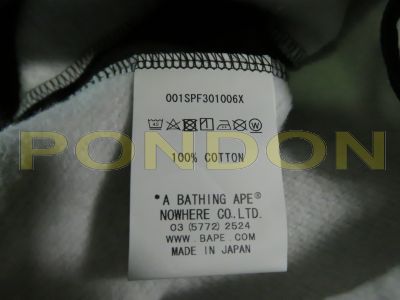 001SPF301006X
100% COTTON
PONDON
*A BATHING APE®
NOWHERE CO.,LTD.
03 (5772) 2524
WWW.BAPE.COM
MADE IN JAPAN